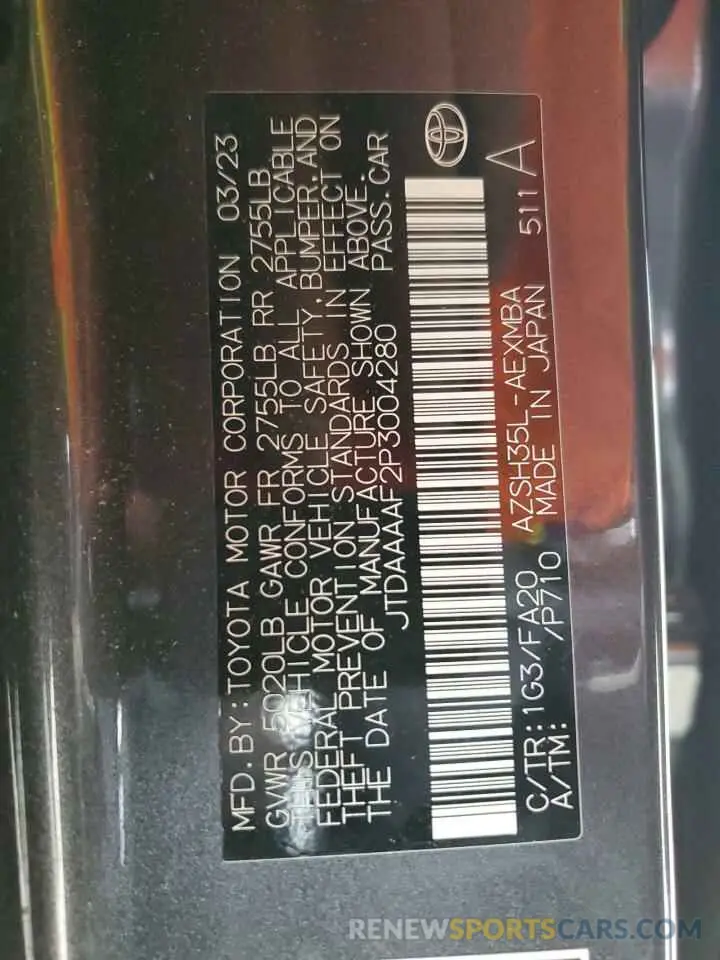 MFD.BY:TOYOTA MOTOR CORPORATION 03/23
GVWR 5020LB GAWR FR 2755LB RR 2755LB
THIS VEHICLE CONFORMS TO ALL APPLICABLE
FEDERAL MOTOR VEHICLE SAFETY,BUMPER,AND
THEFT PREVENTION STANDARDS IN EFFECT ON
THE DATE OF MANUFACTURE SHOWN ABOVE.
JTDAAAAF2P3004280 PASS.CAR
C/TR:1G3/FA20 AZSH35L-AEXMBA 511 A
A/TM: /P710 MADE IN JAPAN
RENEWSPORTSCARS.COM